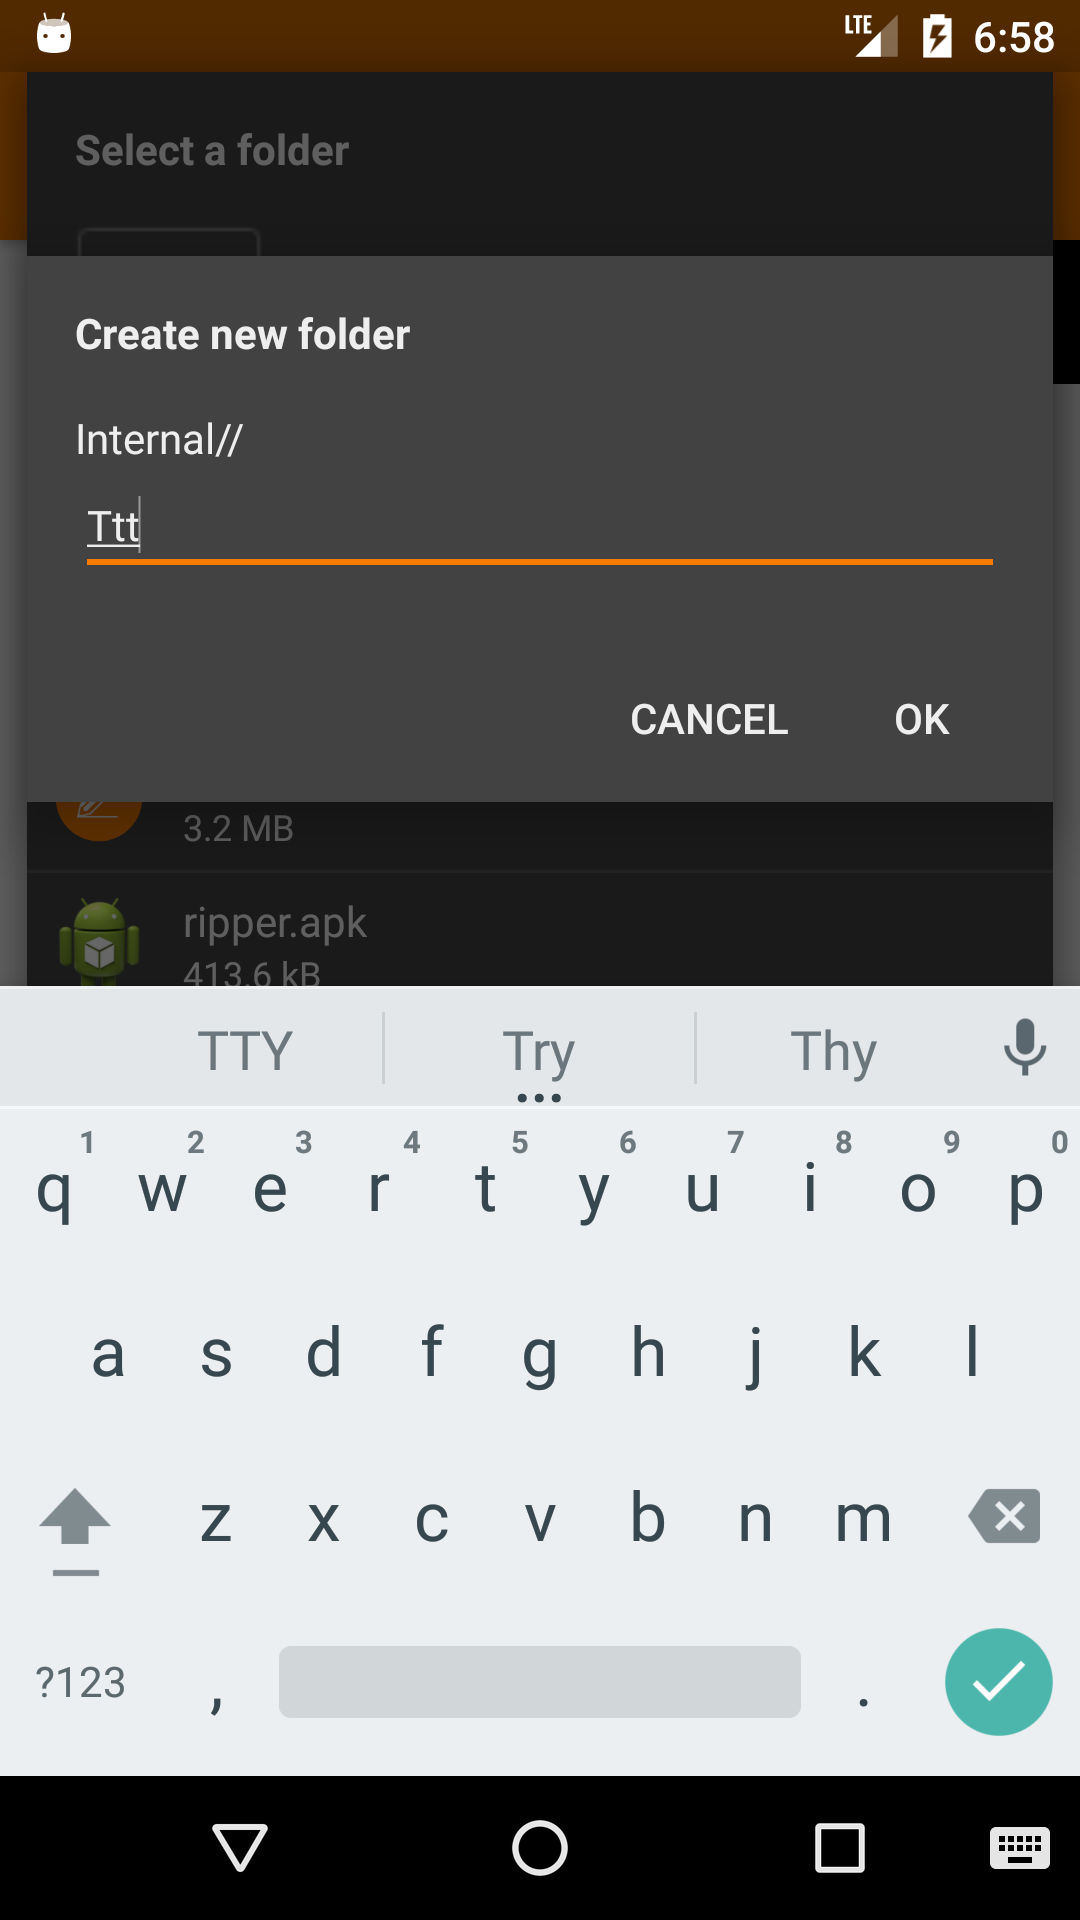 LTE 6:58
Select a folder
Create new folder
Internal//
Ttt
CANCEL OK
3.2 MB
ripper.apk
413.6 kB
TTY Try Thy
1 2 3 4 5 6 7 8 9 0
q w e r t y u i o p
a s d f g h j k l
z x c v b n m
?123 , .